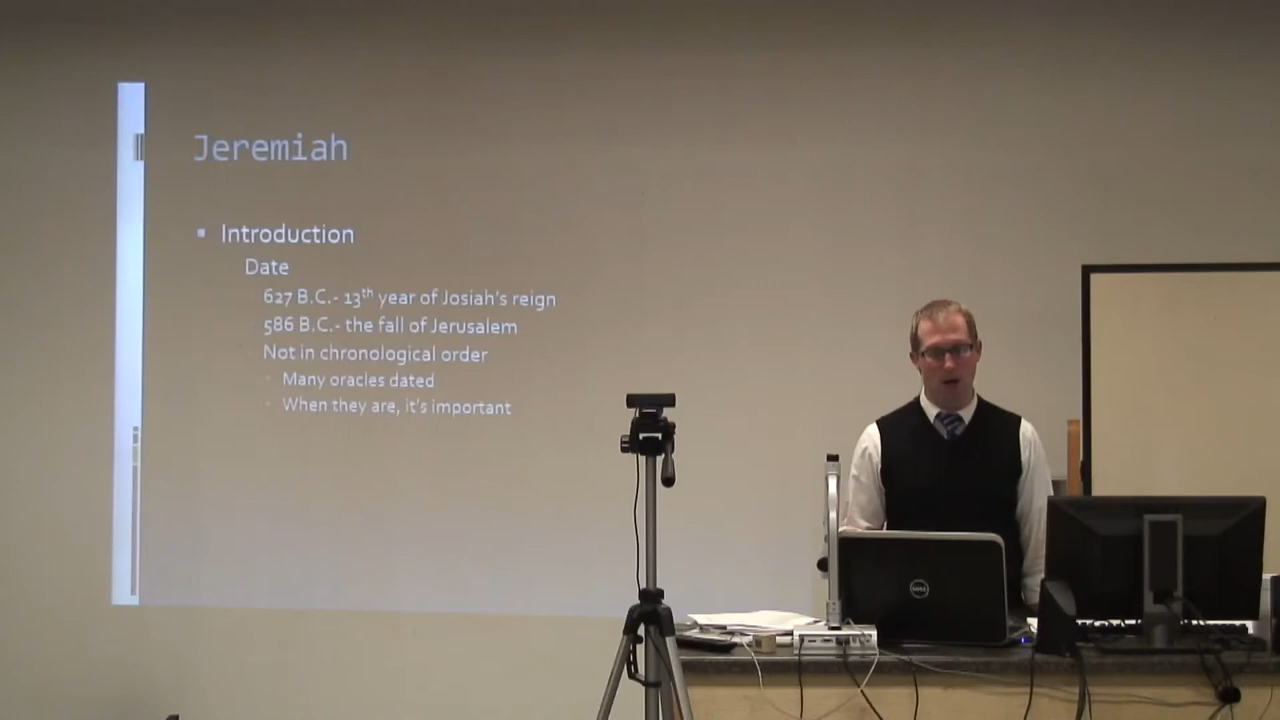 Jeremiah
▪ Introduction
Date
627 B.C.- 13th year of Josiah's reign
586 B.C.- the fall of Jerusalem
Not in chronological order
Many oracles dated
When they are, it's important
DELL